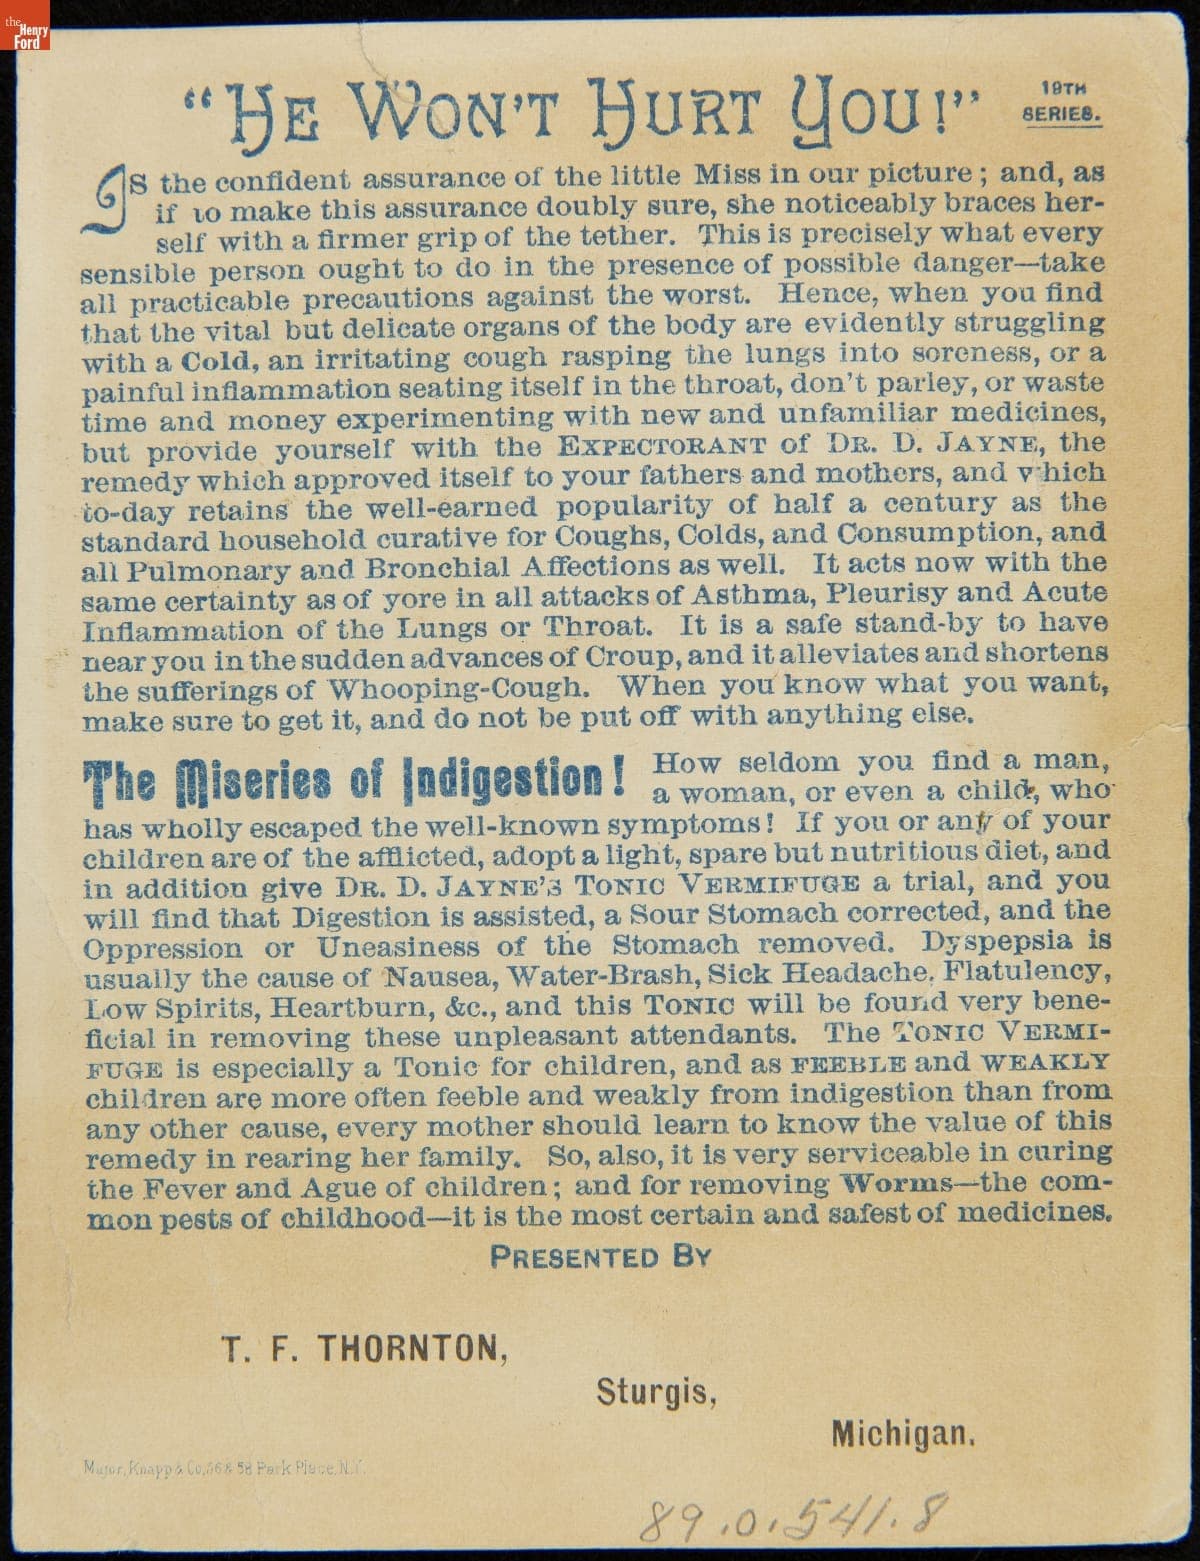 the
Henry
Ford
"HE WON'T HURT YOU!"
19TH
SERIES.
IS the confident assurance of the little Miss in our picture; and, as
if to make this assurance doubly sure, she noticeably braces her-
self with a firmer grip of the tether. This is precisely what every
sensible person ought to do in the presence of possible danger—take
all practicable precautions against the worst. Hence, when you find
that the vital but delicate organs of the body are evidently struggling
with a Cold, an irritating cough rasping the lungs into soreness, or a
painful inflammation seating itself in the throat, don't parley, or waste
time and money experimenting with new and unfamiliar medicines,
but provide yourself with the EXPECTORANT of DR. D. JAYNE, the
remedy which approved itself to your fathers and mothers, and which
to-day retains the well-earned popularity of half a century as the
standard household curative for Coughs, Colds, and Consumption, and
all Pulmonary and Bronchial Affections as well. It acts now with the
same certainty as of yore in all attacks of Asthma, Pleurisy and Acute
Inflammation of the Lungs or Throat. It is a safe stand-by to have
near you in the sudden advances of Croup, and it alleviates and shortens
the sufferings of Whooping-Cough. When you know what you want,
make sure to get it, and do not be put off with anything else.
The Miseries of Indigestion! How seldom you find a man,
a woman, or even a child, who
has wholly escaped the well-known symptoms! If you or any of your
children are of the afflicted, adopt a light, spare but nutritious diet, and
in addition give DR. D. JAYNE'S TONIC VERMIFUGE a trial, and you
will find that Digestion is assisted, a Sour Stomach corrected, and the
Oppression or Uneasiness of the Stomach removed. Dyspepsia is
usually the cause of Nausea, Water-Brash, Sick Headache, Flatulency,
Low Spirits, Heartburn, &c., and this TONIC will be found very bene-
ficial in removing these unpleasant attendants. The TONIC VERMI-
FUGE is especially a Tonic for children, and as FEEBLE and WEAKLY
children are more often feeble and weakly from indigestion than from
any other cause, every mother should learn to know the value of this
remedy in rearing her family. So, also, it is very serviceable in curing
the Fever and Ague of children; and for removing Worms—the com-
mon pests of childhood—it is the most certain and safest of medicines.
PRESENTED BY
T. F. THORNTON,
Sturgis,
Michigan.
Major, Knapp & Co, 56 & 58 Park Place, N.Y.
89.0.541.8